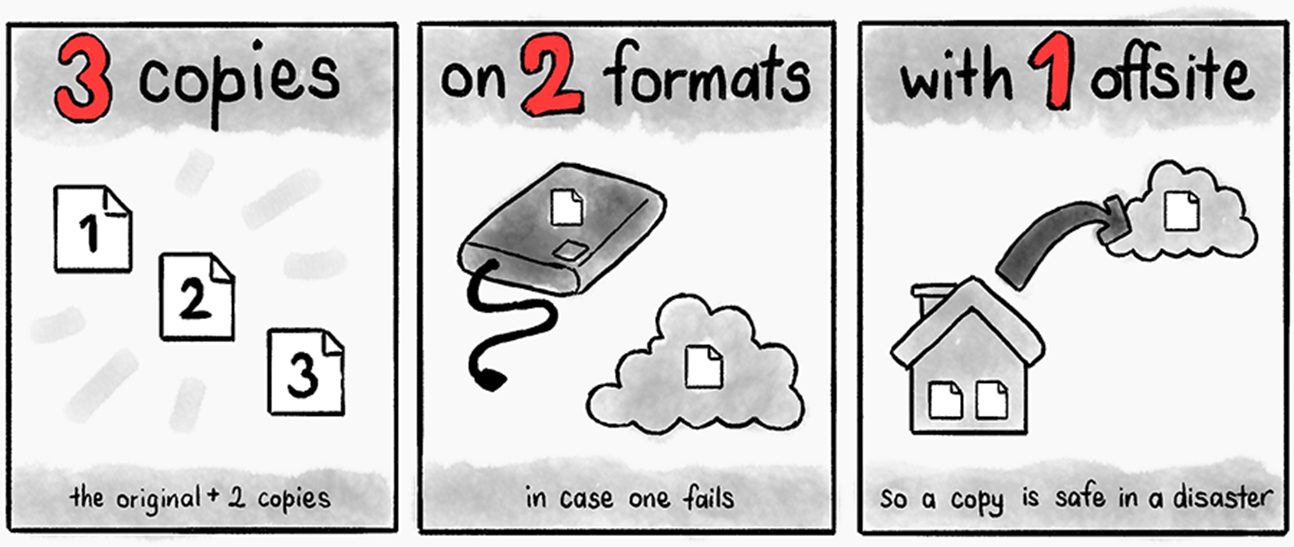 3 copies
1
2
3
the original + 2 copies
on 2 formats
in case one fails
with 1 offsite
so a copy is safe in a disaster